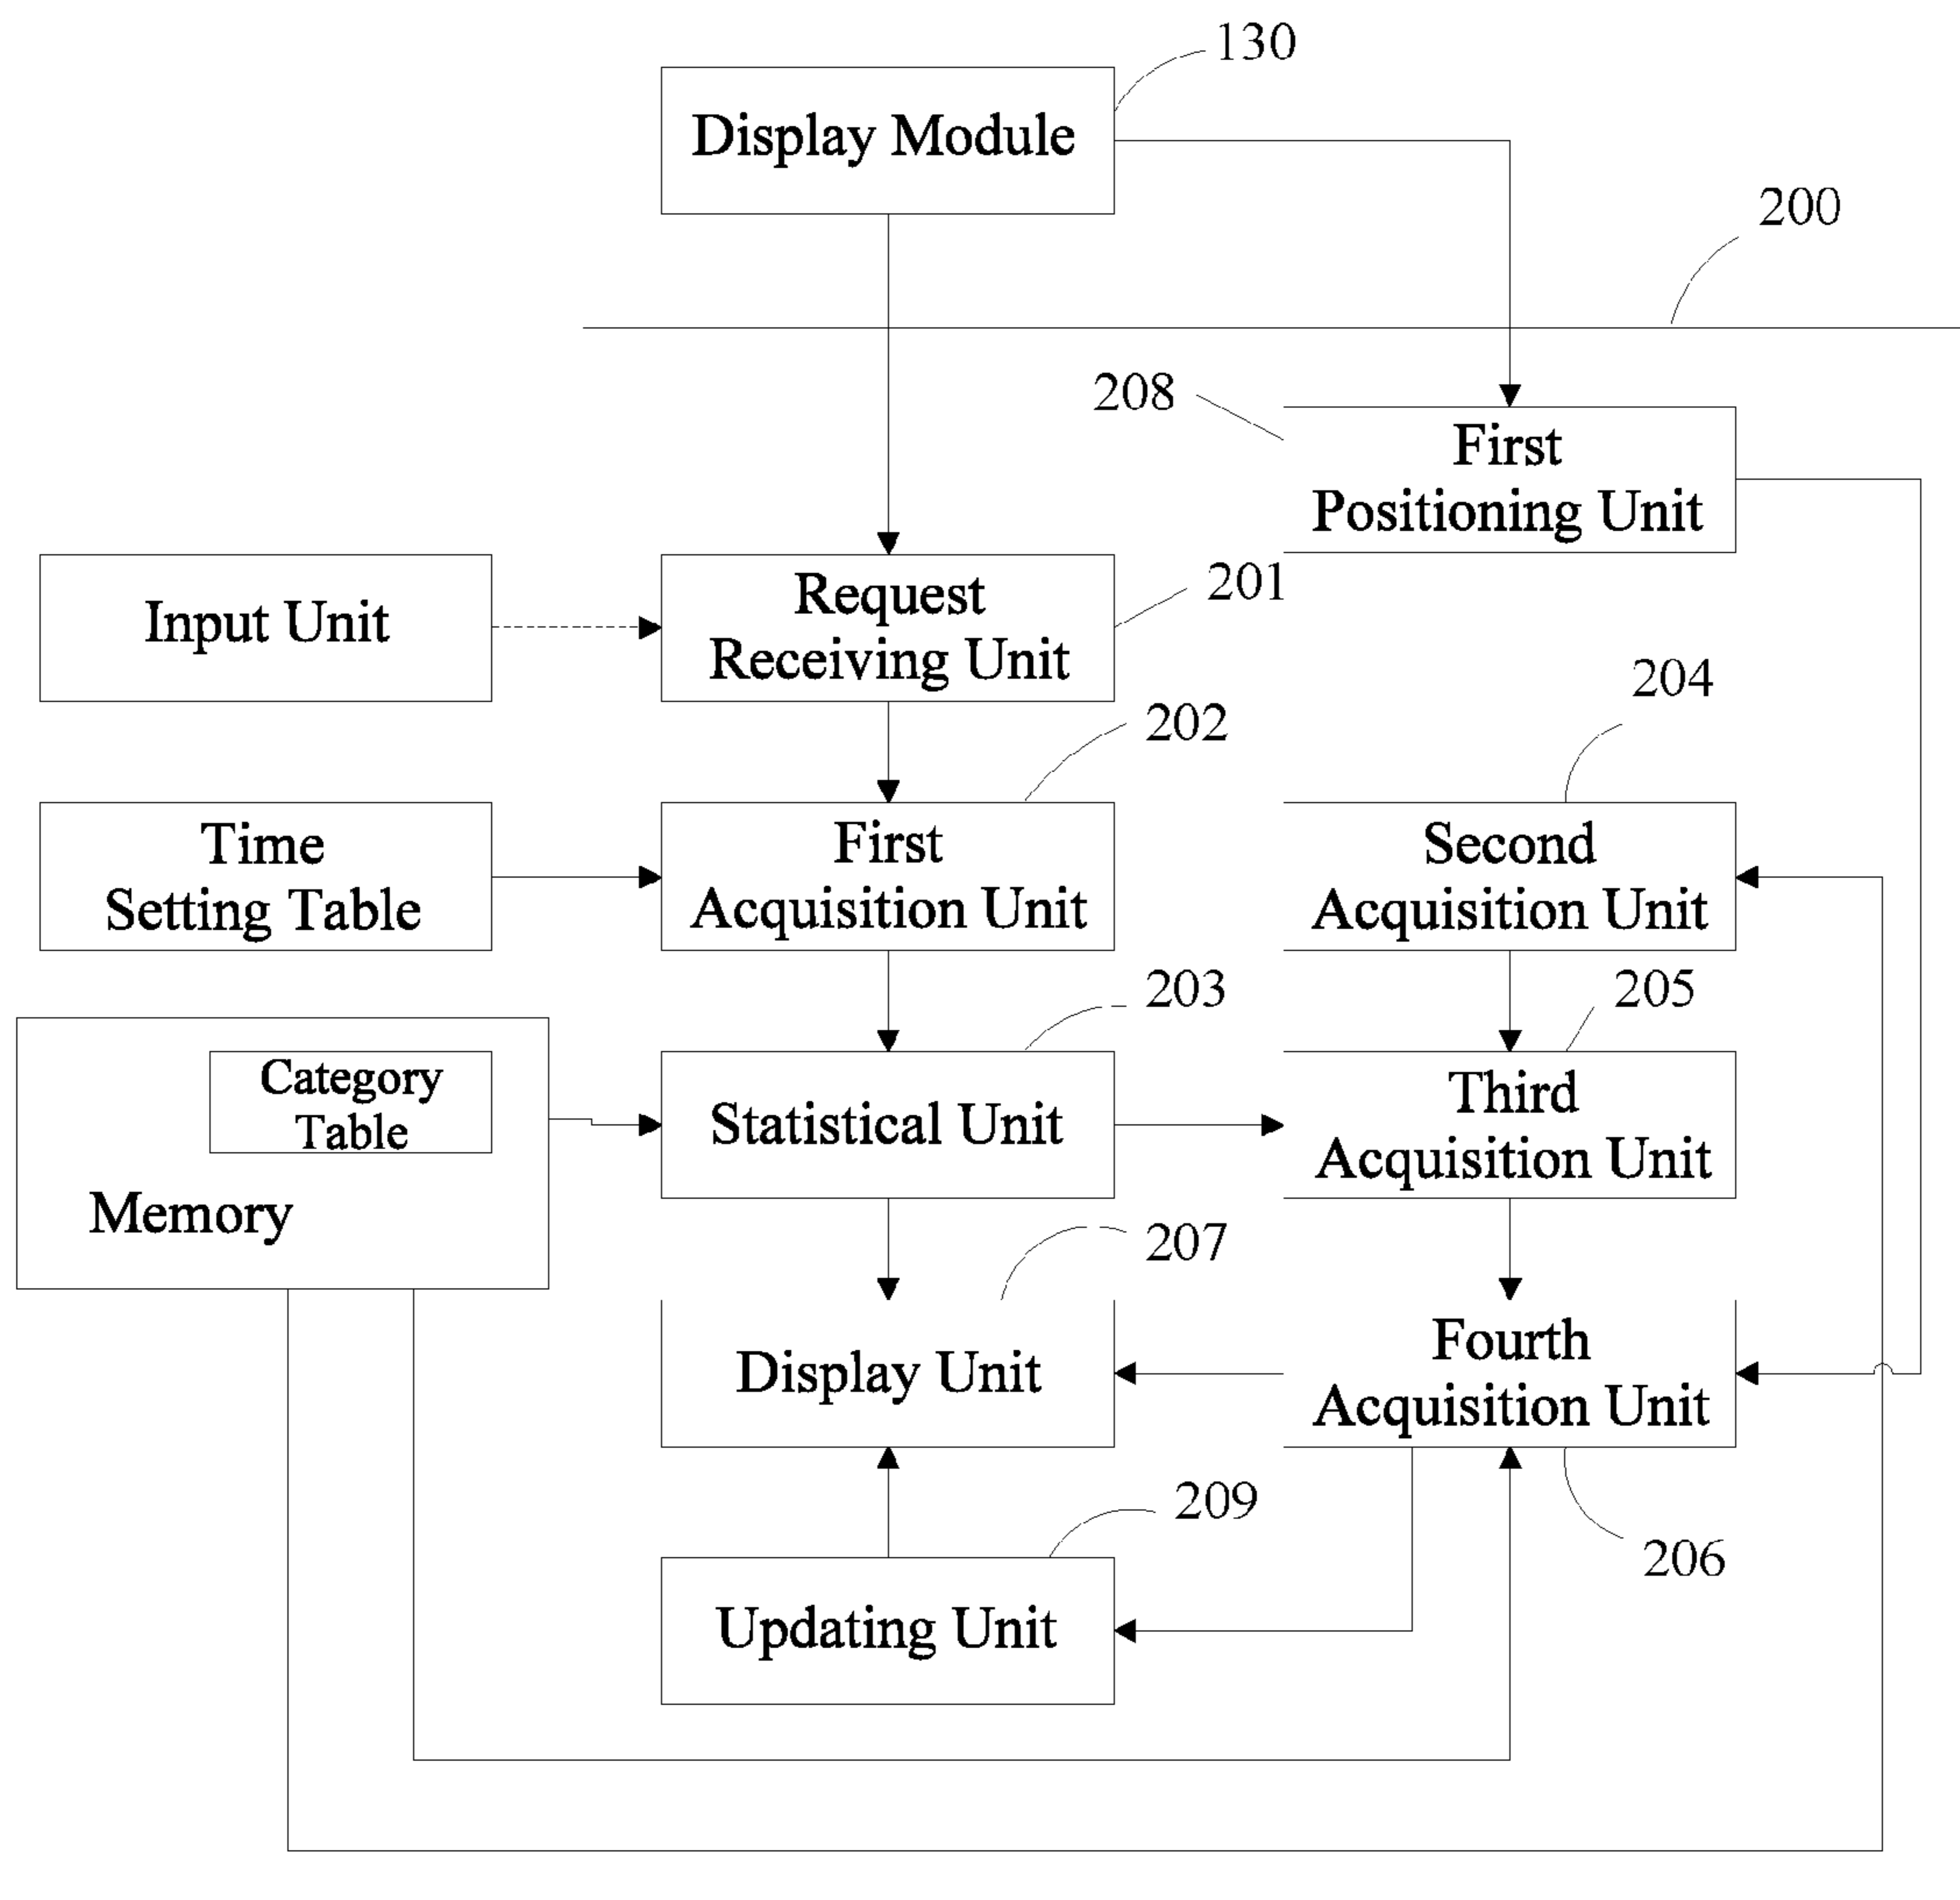 130
Display Module
200
208
First
Positioning Unit
Input Unit
Request
Receiving Unit
201
204
202
Time
Setting Table
First
Acquisition Unit
Second
Acquisition Unit
203
205
Category
Table
Memory
Statistical Unit
Third
Acquisition Unit
207
Display Unit
Fourth
Acquisition Unit
209
206
Updating Unit